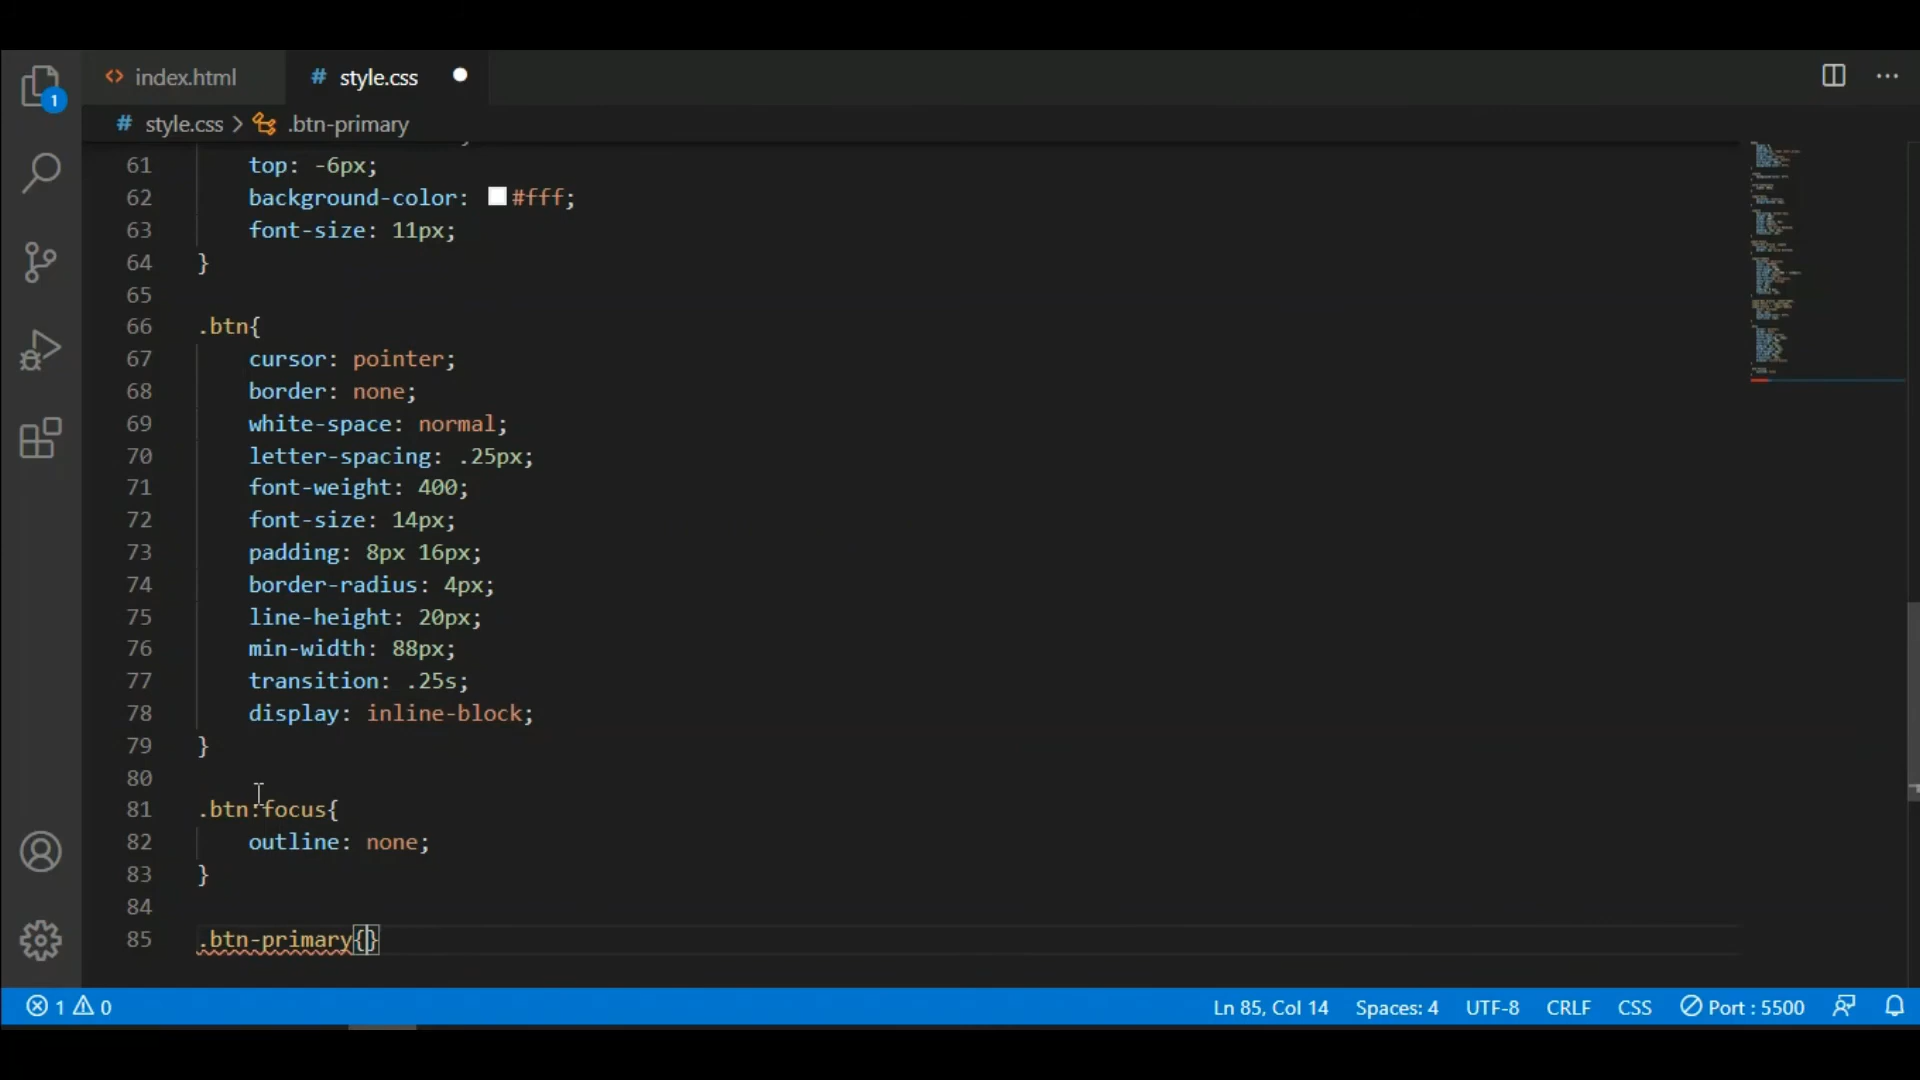 index.html
style.css
style.css > .btn-primary
1
61 top: -6px;
62 background-color: #fff;
63 font-size: 11px;
64 }
65
66 .btn{
67 cursor: pointer;
68 border: none;
69 white-space: normal;
70 letter-spacing: .25px;
71 font-weight: 400;
72 font-size: 14px;
73 padding: 8px 16px;
74 border-radius: 4px;
75 line-height: 20px;
76 min-width: 88px;
77 transition: .25s;
78 display: inline-block;
79 }
80
81 .btn:focus{
82 outline: none;
83 }
84
85 .btn-primary{}
1 0 Ln 85, Col 14 Spaces: 4 UTF-8 CRLF CSS Port : 5500